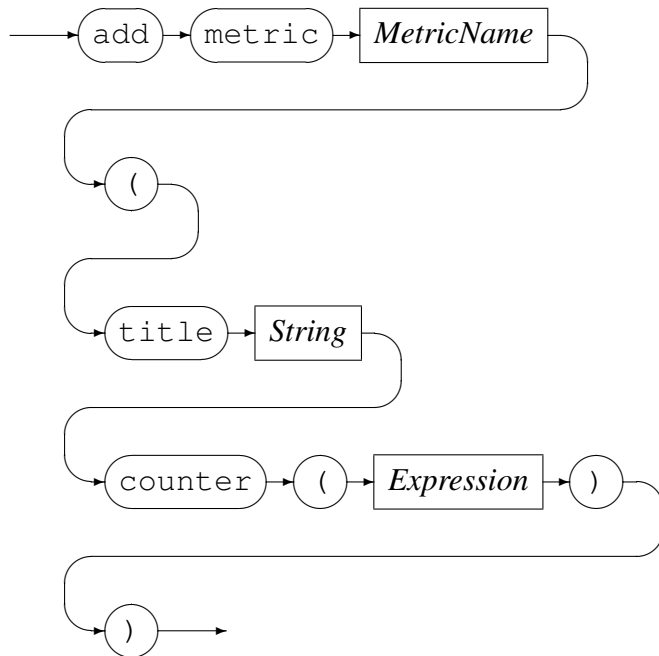 add metric MetricName
(
title String
counter ( Expression )
)